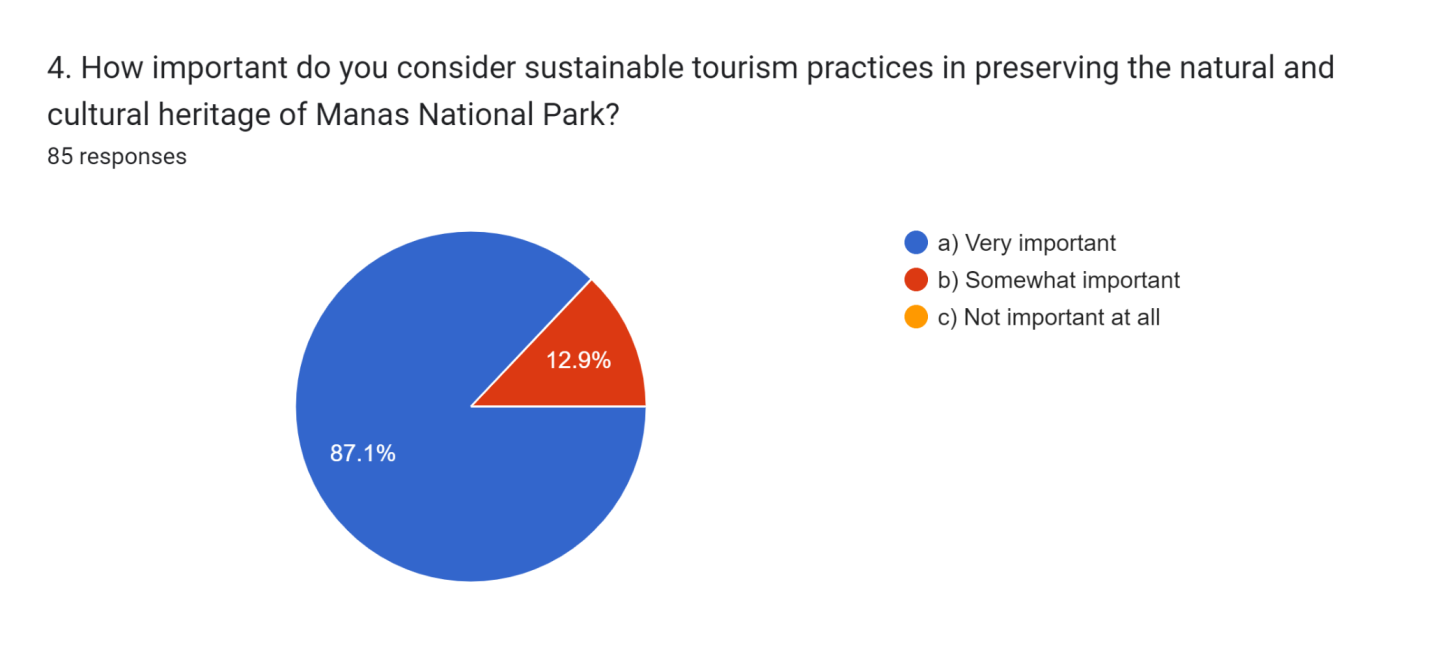 4. How important do you consider sustainable tourism practices in preserving the natural and
cultural heritage of Manas National Park?
85 responses
a) Very important
b) Somewhat important
c) Not important at all
12.9%
87.1%